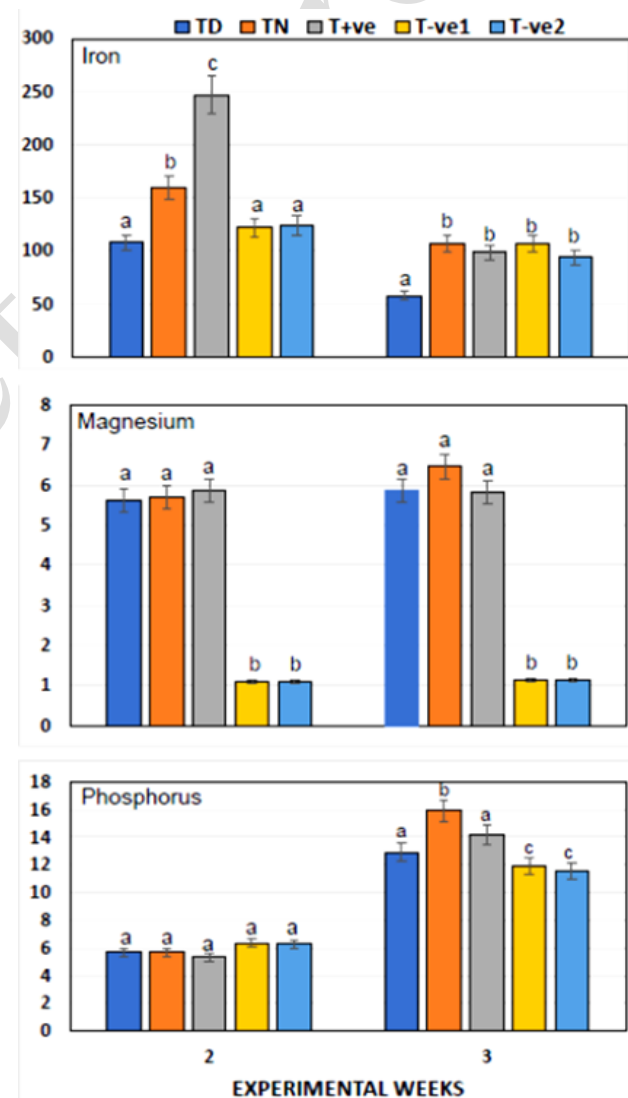 TD TN T+ve T-ve1 T-ve2
300
Iron
c
250
200
b
150
a a a
b b b b
100
a
50
0
8
Magnesium
7
a
a a a a a
6
5
4
3
2
b b b b
1
0
18
Phosphorus
16
b
a
14
a
c c
12
10
8
a a a a a
6
4
2
0
2 3
EXPERIMENTAL WEEKS